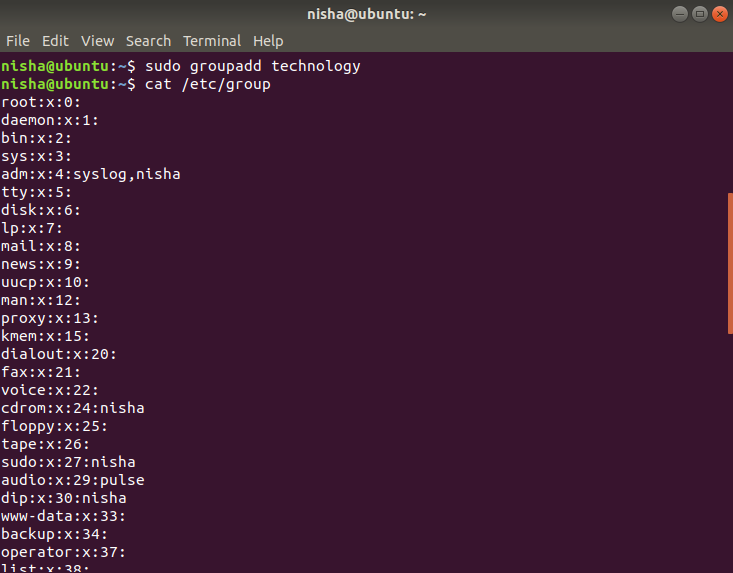 nisha@ubuntu: ~
File Edit View Search Terminal Help
nisha@ubuntu:~$ sudo groupadd technology
nisha@ubuntu:~$ cat /etc/group
root:x:0:
daemon:x:1:
bin:x:2:
sys:x:3:
adm:x:4:syslog,nisha
tty:x:5:
disk:x:6:
lp:x:7:
mail:x:8:
news:x:9:
uucp:x:10:
man:x:12:
proxy:x:13:
kmem:x:15:
dialout:x:20:
fax:x:21:
voice:x:22:
cdrom:x:24:nisha
floppy:x:25:
tape:x:26:
sudo:x:27:nisha
audio:x:29:pulse
dip:x:30:nisha
www-data:x:33:
backup:x:34:
operator:x:37:
list:x:38: